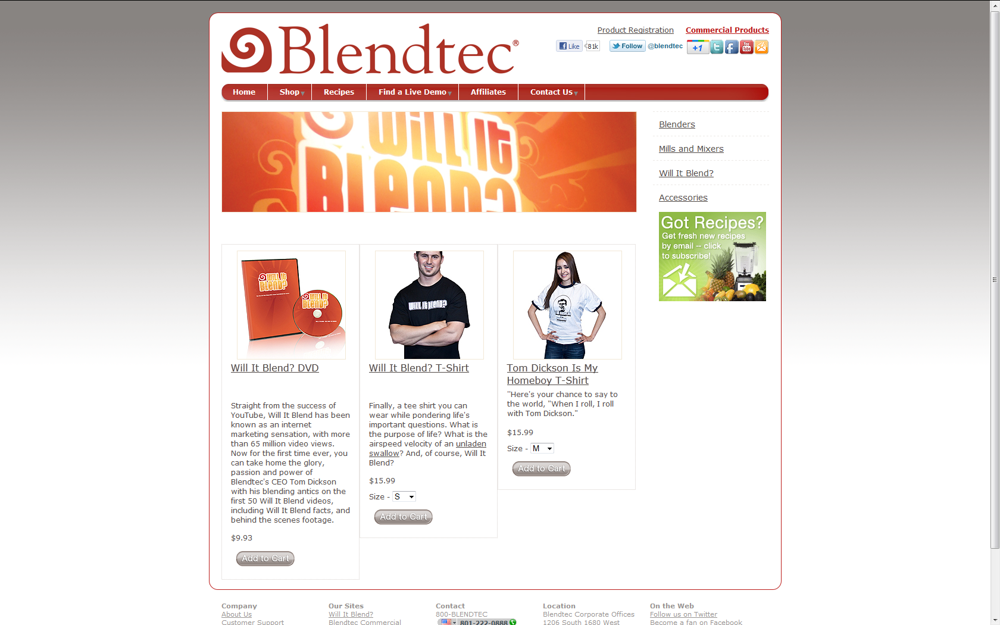 Blendtec®
Product Registration
Commercial Products
Like
81k
Follow
@blendtec
+1
You
Tube
Home
Shop
Recipes
Find a Live Demo
Affiliates
Contact Us
WILL IT
BLEND?
Blenders
Mills and Mixers
Will It Blend?
Accessories
Got Recipes?
Get fresh new recipes
by email – click
to subscribe!
WILL IT
BLEND?
WILL IT
BLEND?
WILL IT BLEND?
Will It Blend? DVD
Straight from the success of
YouTube, Will It Blend has been
known as an internet
marketing sensation, with more
than 65 million video views.
Now for the first time ever, you
can take home the glory,
passion and power of
Blendtec's CEO Tom Dickson
with his blending antics on the
first 50 Will It Blend videos,
including Will It Blend facts, and
behind the scenes footage.
$9.93
Add to Cart
Will It Blend? T-Shirt
Finally, a tee shirt you can
wear while pondering life's
important questions. What is
the purpose of life? What is the
airspeed velocity of an unladen
swallow? And, of course, Will It
Blend?
$15.99
Size - S
Add to Cart
Tom Dickson Is My
Homeboy T-Shirt
"Here's your chance to say to
the world, "When I roll, I roll
with Tom Dickson."
$15.99
Size - M
Add to Cart
Company
About Us
Customer Support
Our Sites
Will It Blend?
Blendtec Commercial
Contact
800-BLENDTEC
801-222-0888
Location
Blendtec Corporate Offices
1206 South 1680 West
On the Web
Follow us on Twitter
Become a fan on Facebook